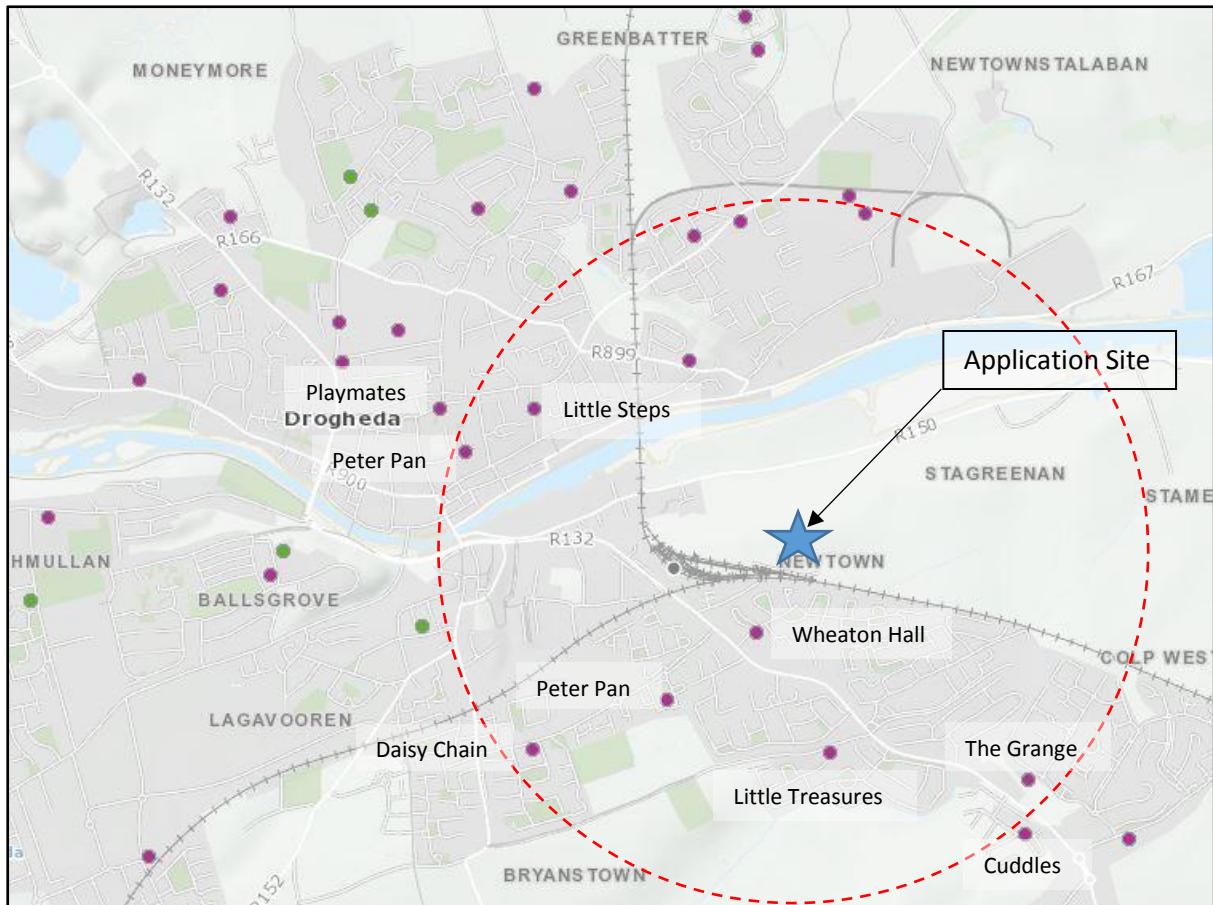 GREENBATTER
MONEYMORE
NEWTOWNSTALABAN
R132
R166
R167
R899
Application Site
Playmates
Little Steps
Drogheda
R150
Peter Pan
R900
STAGREENAN
STAME
R132
HMULLAN
NEWTOWN
BALLSGROVE
Wheaton Hall
COLP WEST
Peter Pan
LAGAVOOREN
Daisy Chain
The Grange
Little Treasures
Cuddles
BRYANSTOWN
R152